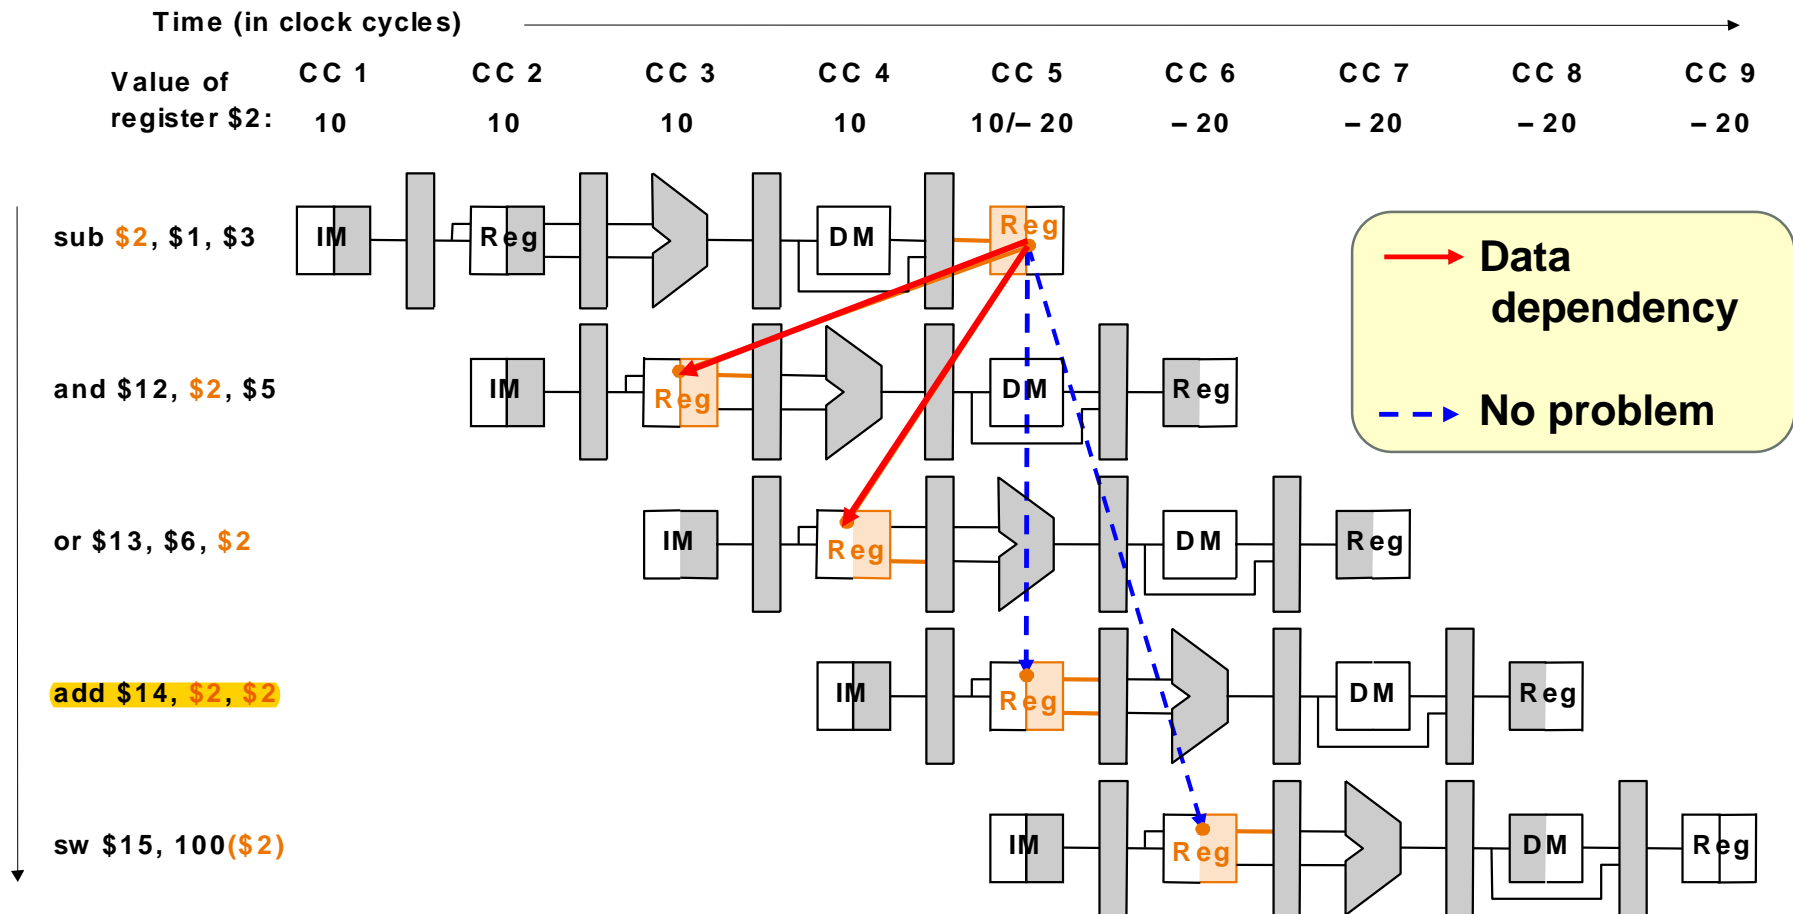 Time (in clock cycles)
CC 1 CC 2 CC 3 CC 4 CC 5 CC 6 CC 7 CC 8 CC 9
Value of
register $2:
10 10 10 10 10/– 20 – 20 – 20 – 20 – 20
sub $2, $1, $3
IM Reg DM Reg
and $12, $2, $5
IM Reg DM Reg
or $13, $6, $2
IM Reg DM Reg
add $14, $2, $2
IM Reg DM Reg
sw $15, 100($2)
IM Reg DM Reg
Data
dependency
No problem